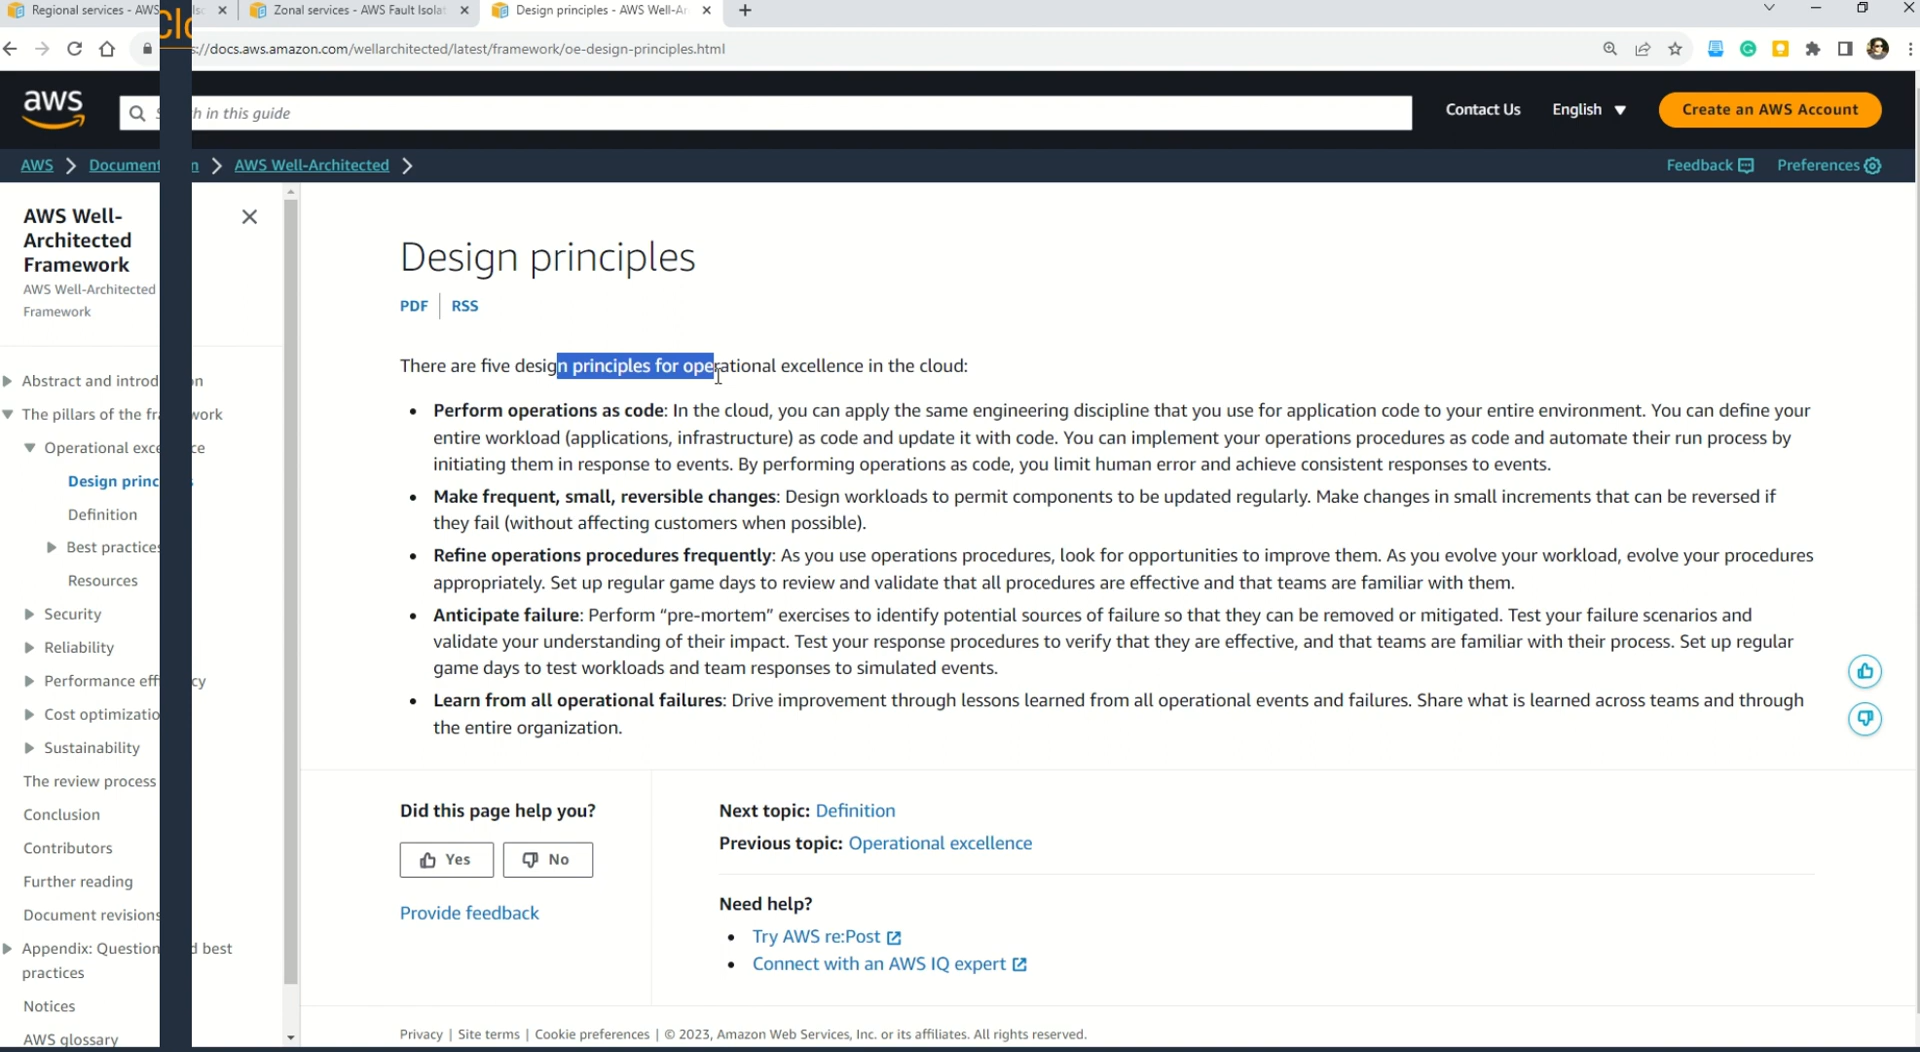 Regional services - AWS
Zonal services - AWS Fault Isolat
Design principles - AWS Well-Ar
Clo
://docs.aws.amazon.com/wellarchitected/latest/framework/oe-design-principles.html
aws
S h in this guide
Contact Us
English
Create an AWS Account
AWS
Document n
AWS Well-Architected
Feedback
Preferences
AWS Well-
Architected
Framework
AWS Well-Architected
Framework
Abstract and introd on
The pillars of the fra work
Operational exce ce
Design princ s
Definition
Best practices
Resources
Security
Reliability
Performance eff cy
Cost optimizatio
Sustainability
The review process
Conclusion
Contributors
Further reading
Document revisions
Appendix: Question d best
practices
Notices
AWS glossary
Design principles
PDF | RSS
There are five design principles for operational excellence in the cloud:
• Perform operations as code: In the cloud, you can apply the same engineering discipline that you use for application code to your entire environment. You can define your
entire workload (applications, infrastructure) as code and update it with code. You can implement your operations procedures as code and automate their run process by
initiating them in response to events. By performing operations as code, you limit human error and achieve consistent responses to events.
• Make frequent, small, reversible changes: Design workloads to permit components to be updated regularly. Make changes in small increments that can be reversed if
they fail (without affecting customers when possible).
• Refine operations procedures frequently: As you use operations procedures, look for opportunities to improve them. As you evolve your workload, evolve your procedures
appropriately. Set up regular game days to review and validate that all procedures are effective and that teams are familiar with them.
• Anticipate failure: Perform “pre-mortem” exercises to identify potential sources of failure so that they can be removed or mitigated. Test your failure scenarios and
validate your understanding of their impact. Test your response procedures to verify that they are effective, and that teams are familiar with their process. Set up regular
game days to test workloads and team responses to simulated events.
• Learn from all operational failures: Drive improvement through lessons learned from all operational events and failures. Share what is learned across teams and through
the entire organization.
Did this page help you?
Yes
No
Provide feedback
Next topic: Definition
Previous topic: Operational excellence
Need help?
• Try AWS re:Post
• Connect with an AWS IQ expert
Privacy | Site terms | Cookie preferences | © 2023, Amazon Web Services, Inc. or its affiliates. All rights reserved.